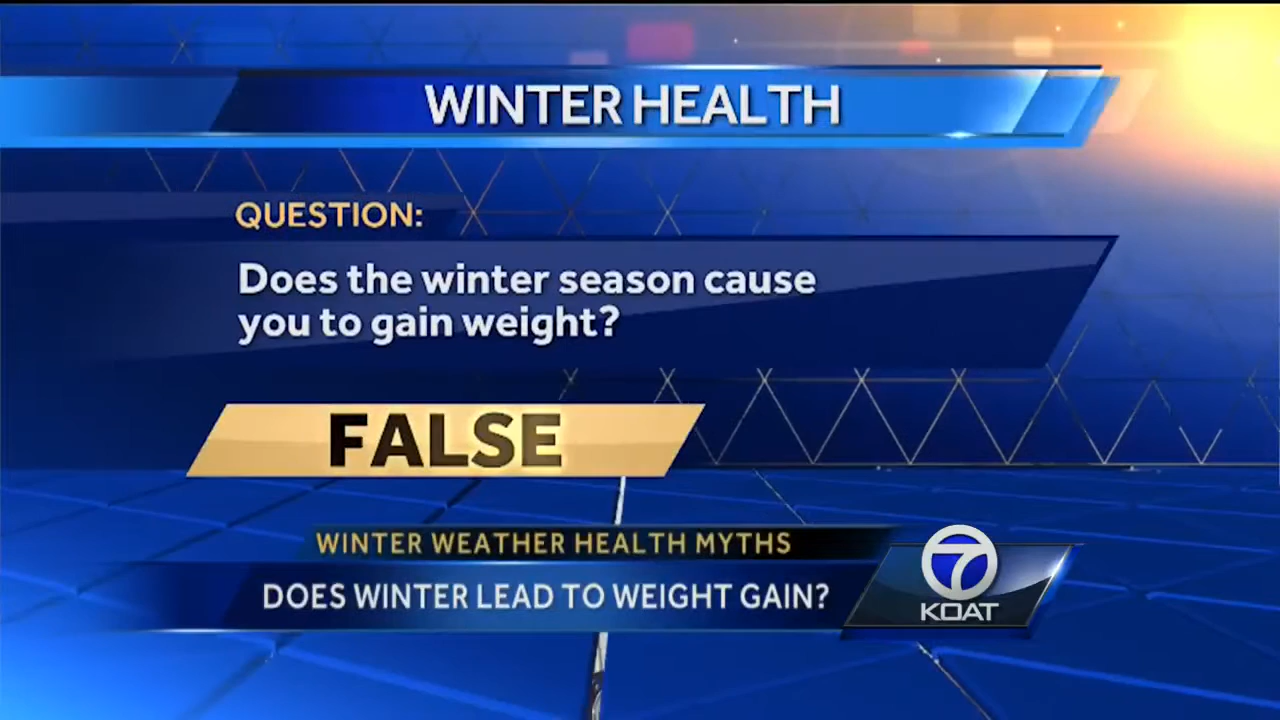 WINTER HEALTH
QUESTION:
Does the winter season cause
you to gain weight?
FALSE
WINTER WEATHER HEALTH MYTHS
DOES WINTER LEAD TO WEIGHT GAIN?
7
KOAT